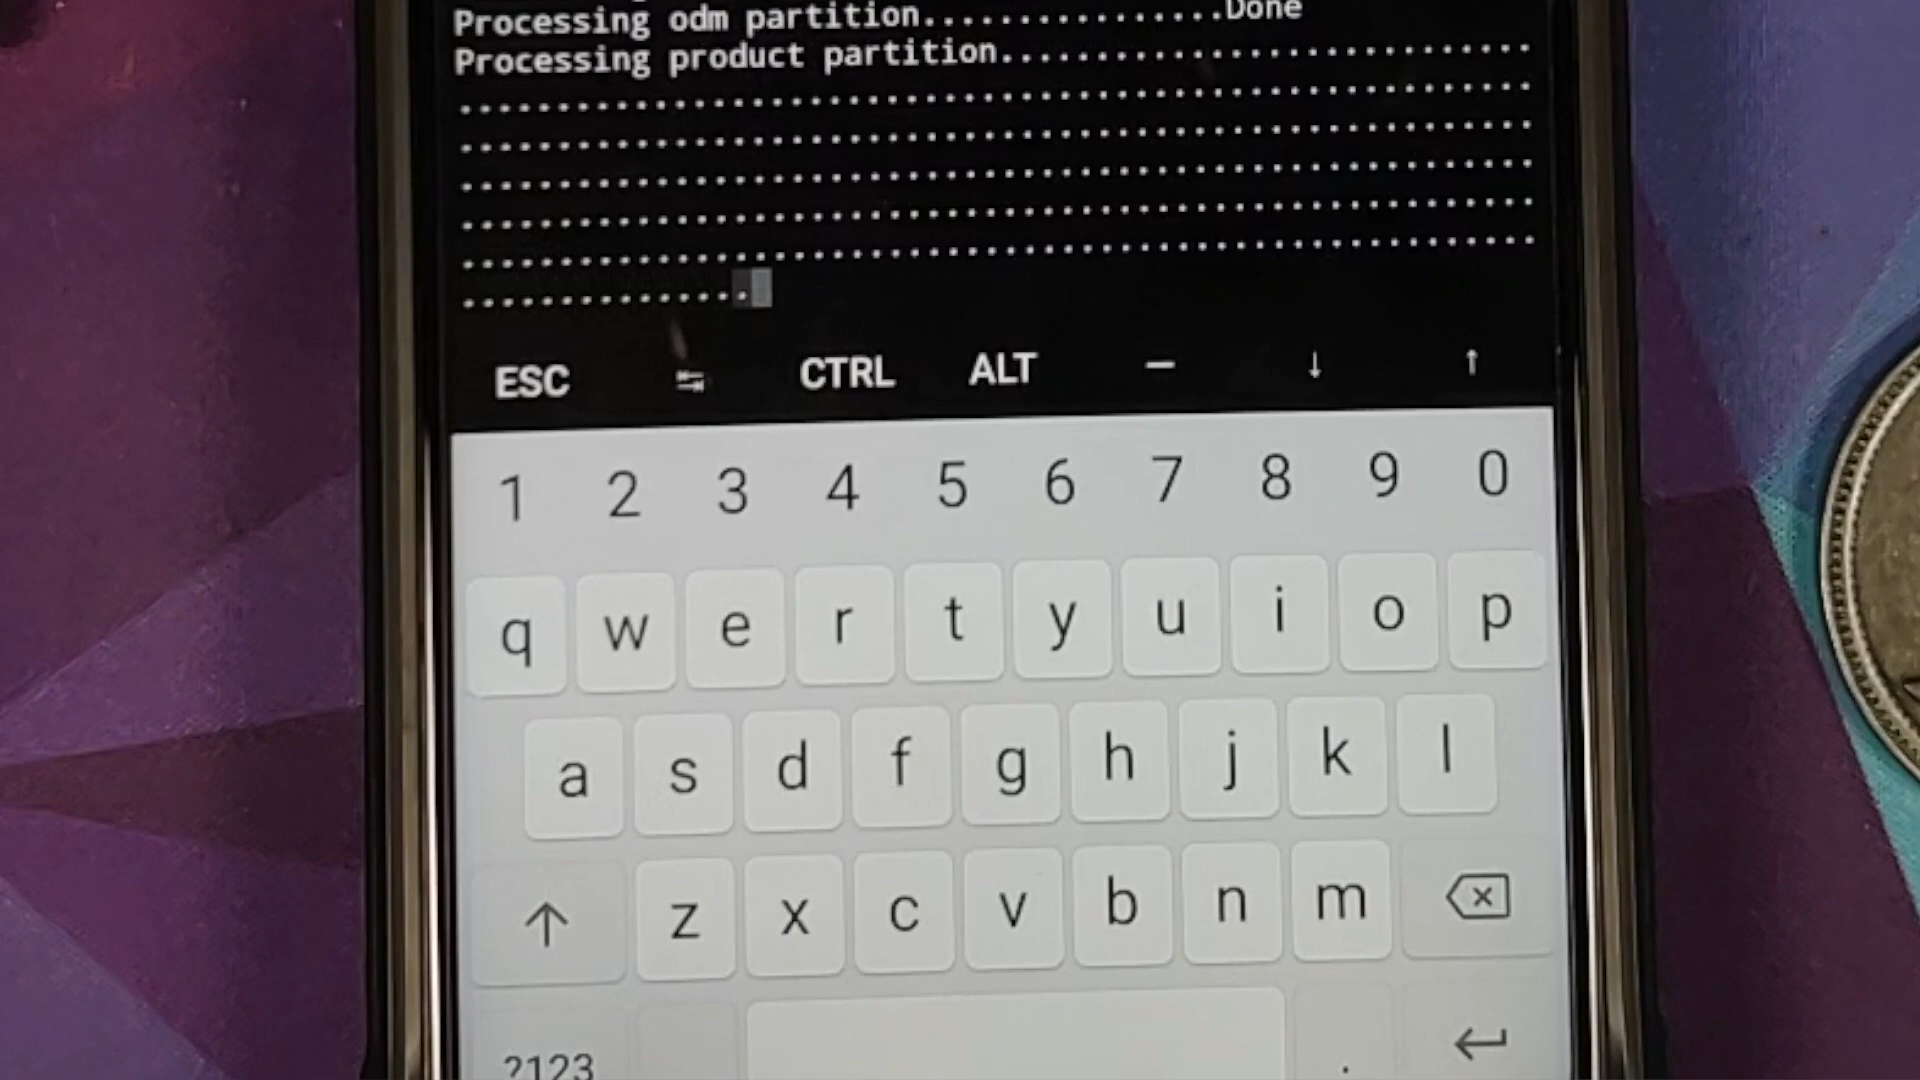 Processing odm partition................Done
Processing product partition............................
........................................................
........................................................
........................................................
........................................................
........................................................
...............
ESC ↹ CTRL ALT — ↓ ↑
1 2 3 4 5 6 7 8 9 0
q w e r t y u i o p
a s d f g h j k l
z x c v b n m
?123 .